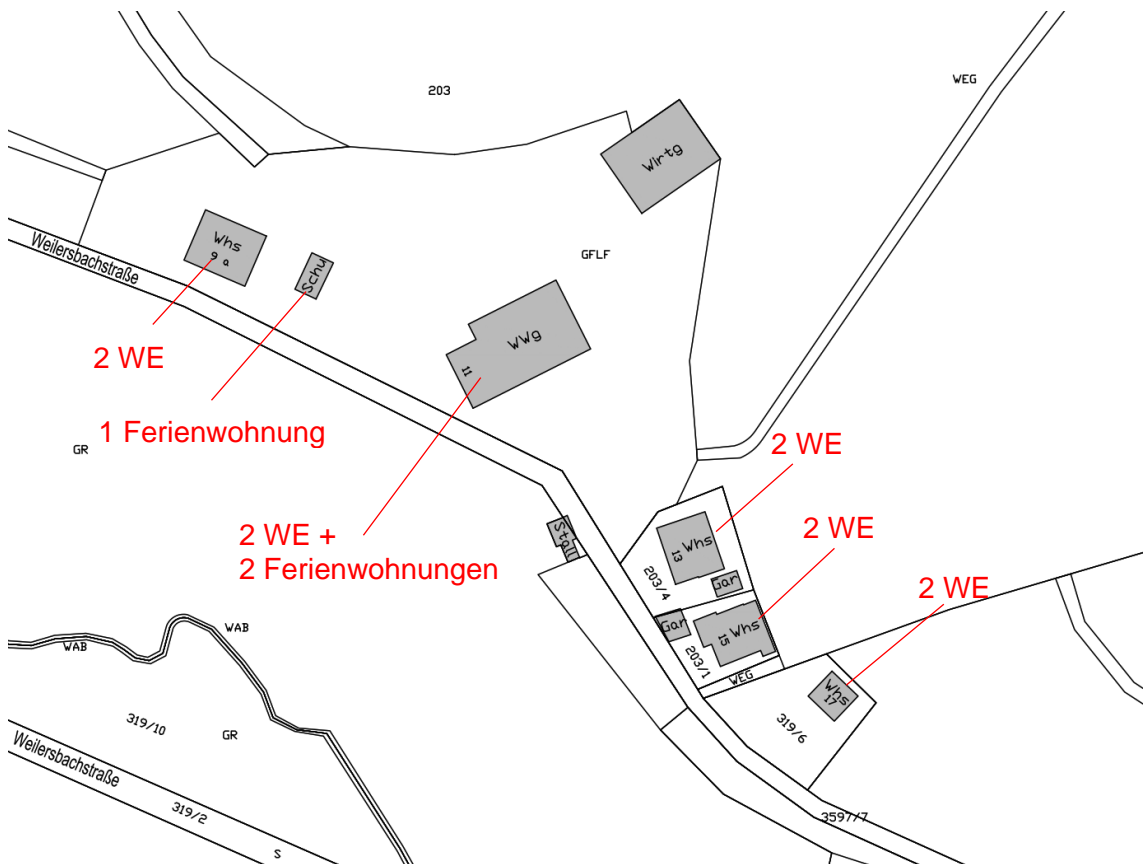 203
WEG
Wirtg
Whs
9 a
Schu
Weilersbachstraße
GFLF
WWg
11
2 WE
1 Ferienwohnung
GR
2 WE +
2 Ferienwohnungen
2 WE
Stall
Whs
13
2 WE
203/4
Gar
2 WE
Gar
Whs
15
203/1
WEG
Whs
17
WAB
WAB
319/10
GR
319/6
Weilersbachstraße
319/2
3597/7
S